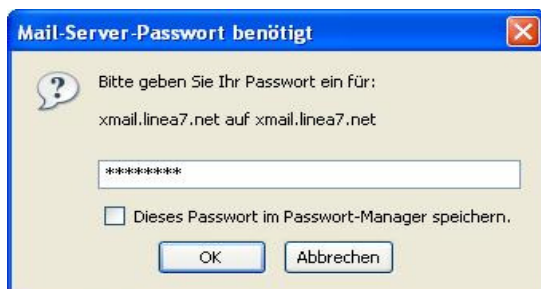 Mail-Server-Passwort benötigt
Bitte geben Sie Ihr Passwort ein für:
xmail.linea7.net auf xmail.linea7.net
********
Dieses Passwort im Passwort-Manager speichern.
OK
Abbrechen